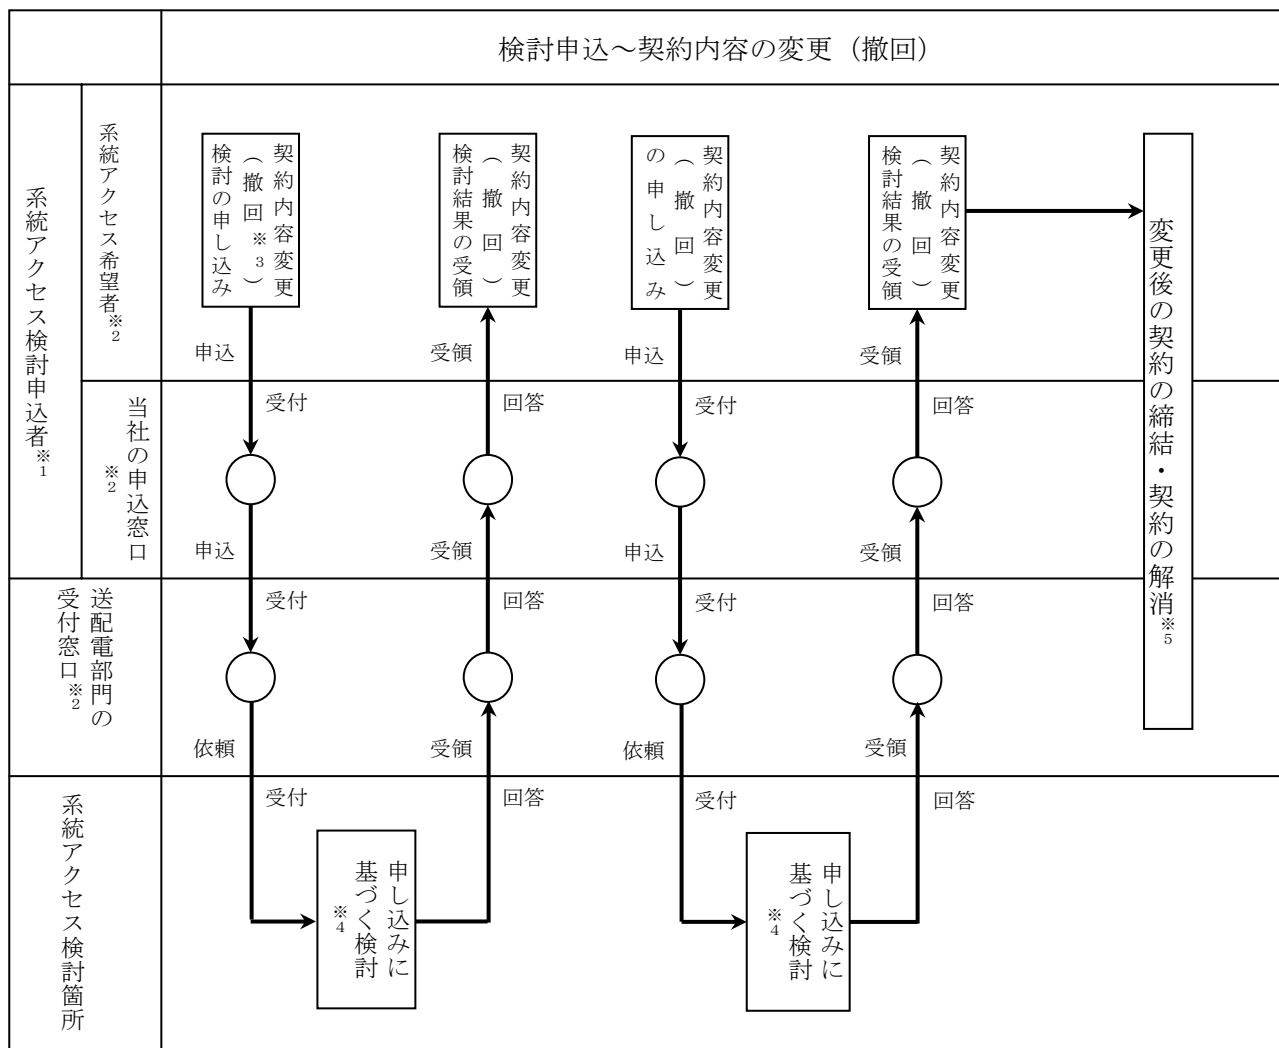 検討申込～契約内容の変更（撤回）
系統アクセス検討申込者※1
系統アクセス希望者※2
契約内容変更
（撤回※3）
検討の申し込み
契約内容変更
（撤回）
検討結果の受領
契約内容変更
（撤回）
の申し込み
契約内容変更
（撤回）
検討結果の受領
変更後の契約の締結・契約の解消※5
申込
受領
申込
受領
当社の申込窓口
※2
受付
回答
受付
回答
申込
受領
申込
受領
送配電部門の
受付窓口※2
受付
回答
受付
回答
依頼
受領
依頼
受領
系統アクセス検討箇所
受付
回答
受付
回答
申し込みに
基づく検討
※4
申し込みに
基づく検討
※4